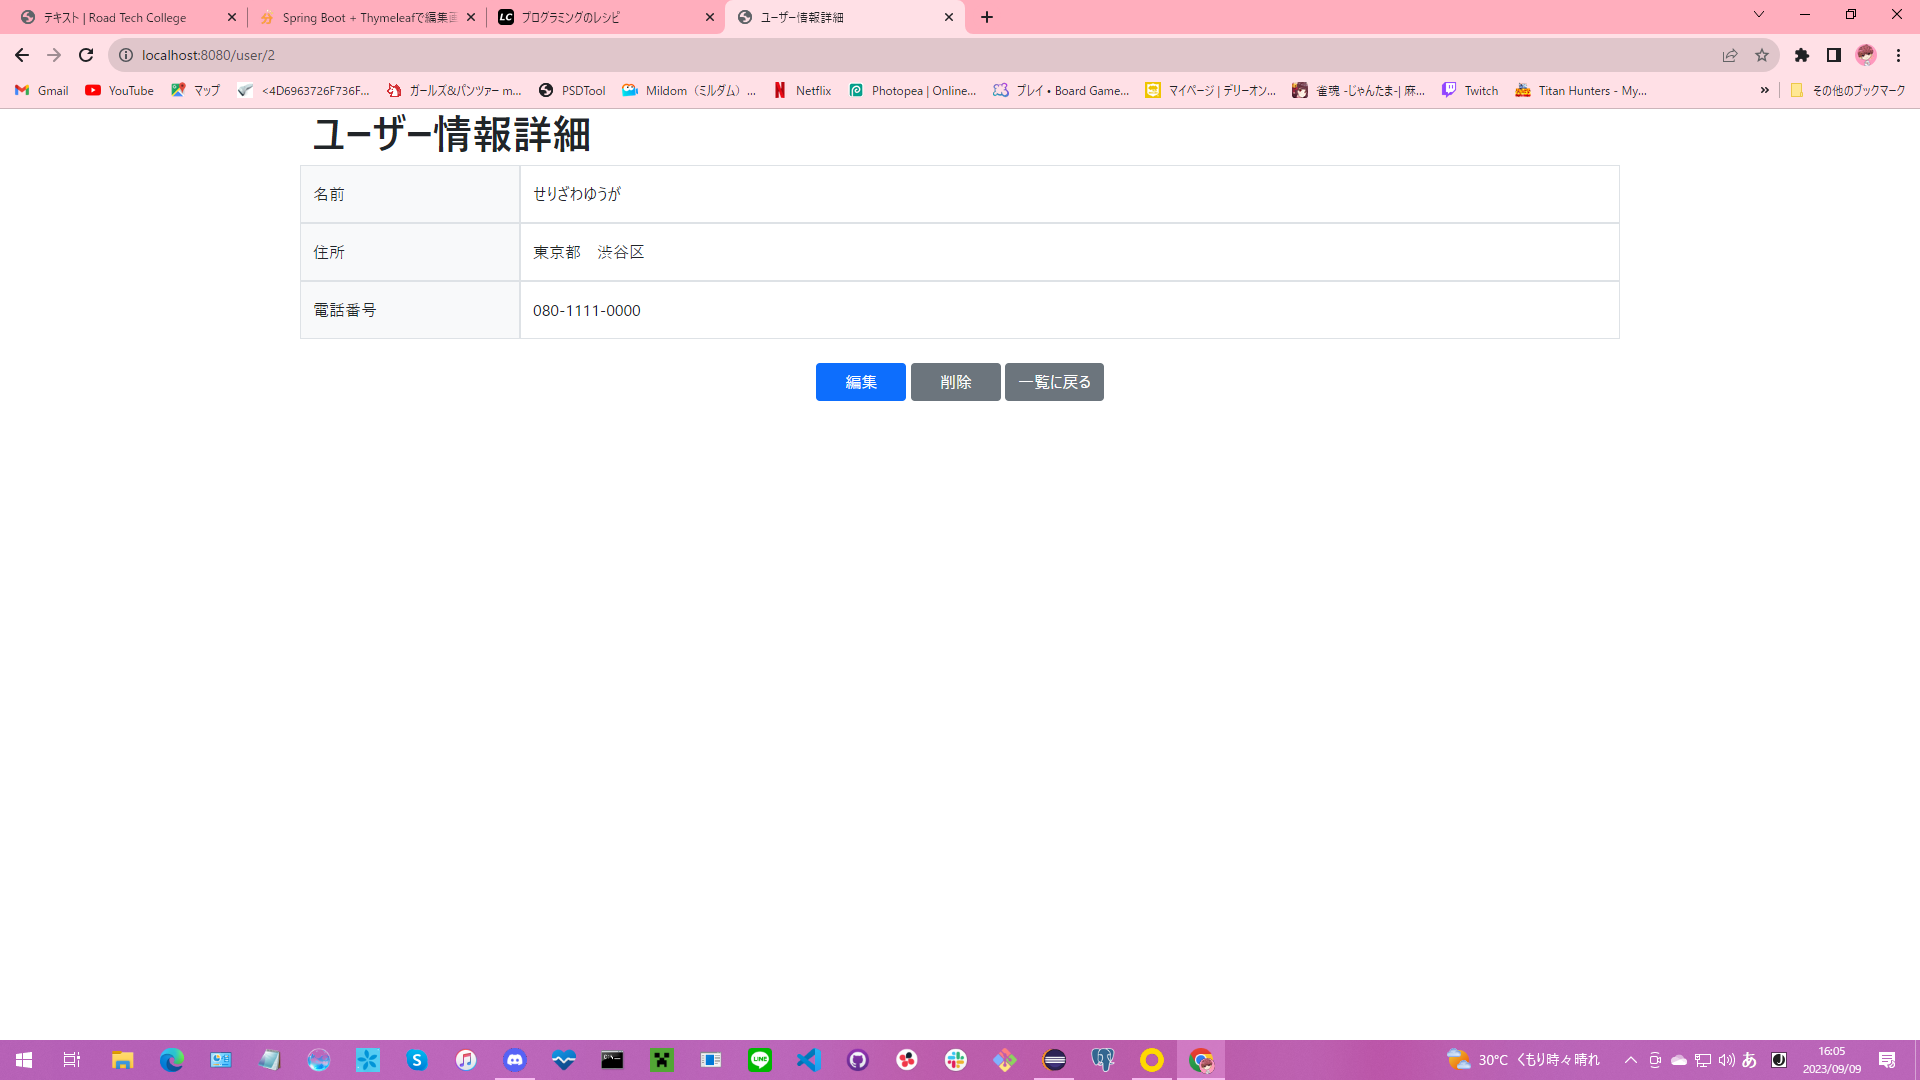 テキスト | Road Tech College
Spring Boot + Thymeleafで編集画
プログラミングのレシピ
ユーザー情報詳細
localhost:8080/user/2
Gmail
YouTube
マップ
<4D6963726F736F...
ガールズ&パンツァー m...
PSDTool
Mildom（ミルダム）...
Netflix
Photopea | Online...
プレイ • Board Game...
マイページ | デリーオン...
雀魂 -じゃんたま-| 麻...
Twitch
Titan Hunters - My...
»
その他のブックマーク
ユーザー情報詳細
名前 せりざわゆうが
住所 東京都　渋谷区
電話番号 080-1111-0000
編集 削除 一覧に戻る
30°C くもり時々晴れ
あ
16:05
2023/09/09